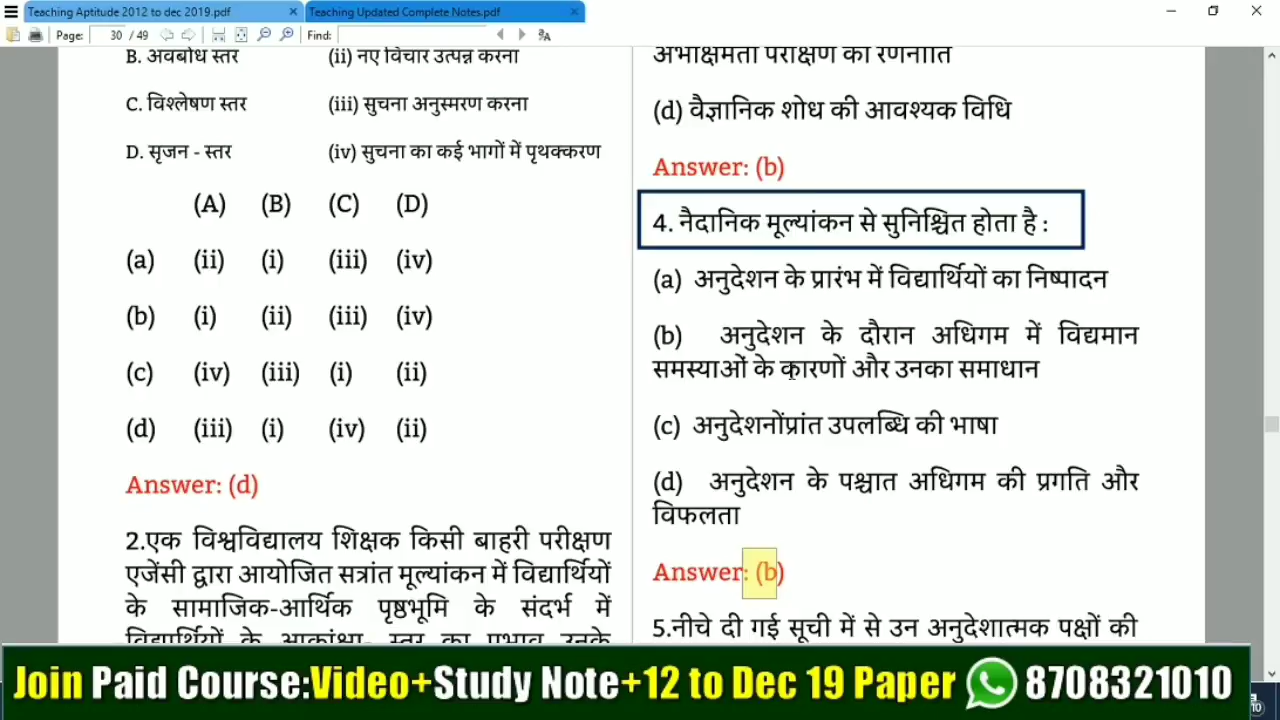 Teaching Aptitude 2012 to dec 2019.pdf
Teaching Updated Complete Notes.pdf
Page: 30 / 49 Find:
B. अवबोध स्तर (ii) नए विचार उत्पन्न करना
C. विश्लेषण स्तर (iii) सुचना अनुस्मरण करना
D. सृजन - स्तर (iv) सुचना का कई भागों में पृथक्करण
(A) (B) (C) (D)
(a) (ii) (i) (iii) (iv)
(b) (i) (ii) (iii) (iv)
(c) (iv) (iii) (i) (ii)
(d) (iii) (i) (iv) (ii)
Answer: (d)
2.एक विश्वविद्यालय शिक्षक किसी बाहरी परीक्षण
एजेंसी द्वारा आयोजित सत्रांत मूल्यांकन में विद्यार्थियों
के सामाजिक-आर्थिक पृष्ठभूमि के संदर्भ में
विद्यार्थियों के आकांक्षा- स्तर का प्रभाव उनके
अभिक्षमता परीक्षण की रणनीति
(d) वैज्ञानिक शोध की आवश्यक विधि
Answer: (b)
4. नैदानिक मूल्यांकन से सुनिश्चित होता है :
(a) अनुदेशन के प्रारंभ में विद्यार्थियों का निष्पादन
(b) अनुदेशन के दौरान अधिगम में विद्यमान
समस्याओं के कारणों और उनका समाधान
(c) अनुदेशनोंप्रांत उपलब्धि की भाषा
(d) अनुदेशन के पश्चात अधिगम की प्रगति और
विफलता
Answer: (b)
5.नीचे दी गई सूची में से उन अनुदेशात्मक पक्षों की
Join Paid Course:Video+Study Note+12 to Dec 19 Paper 8708321010